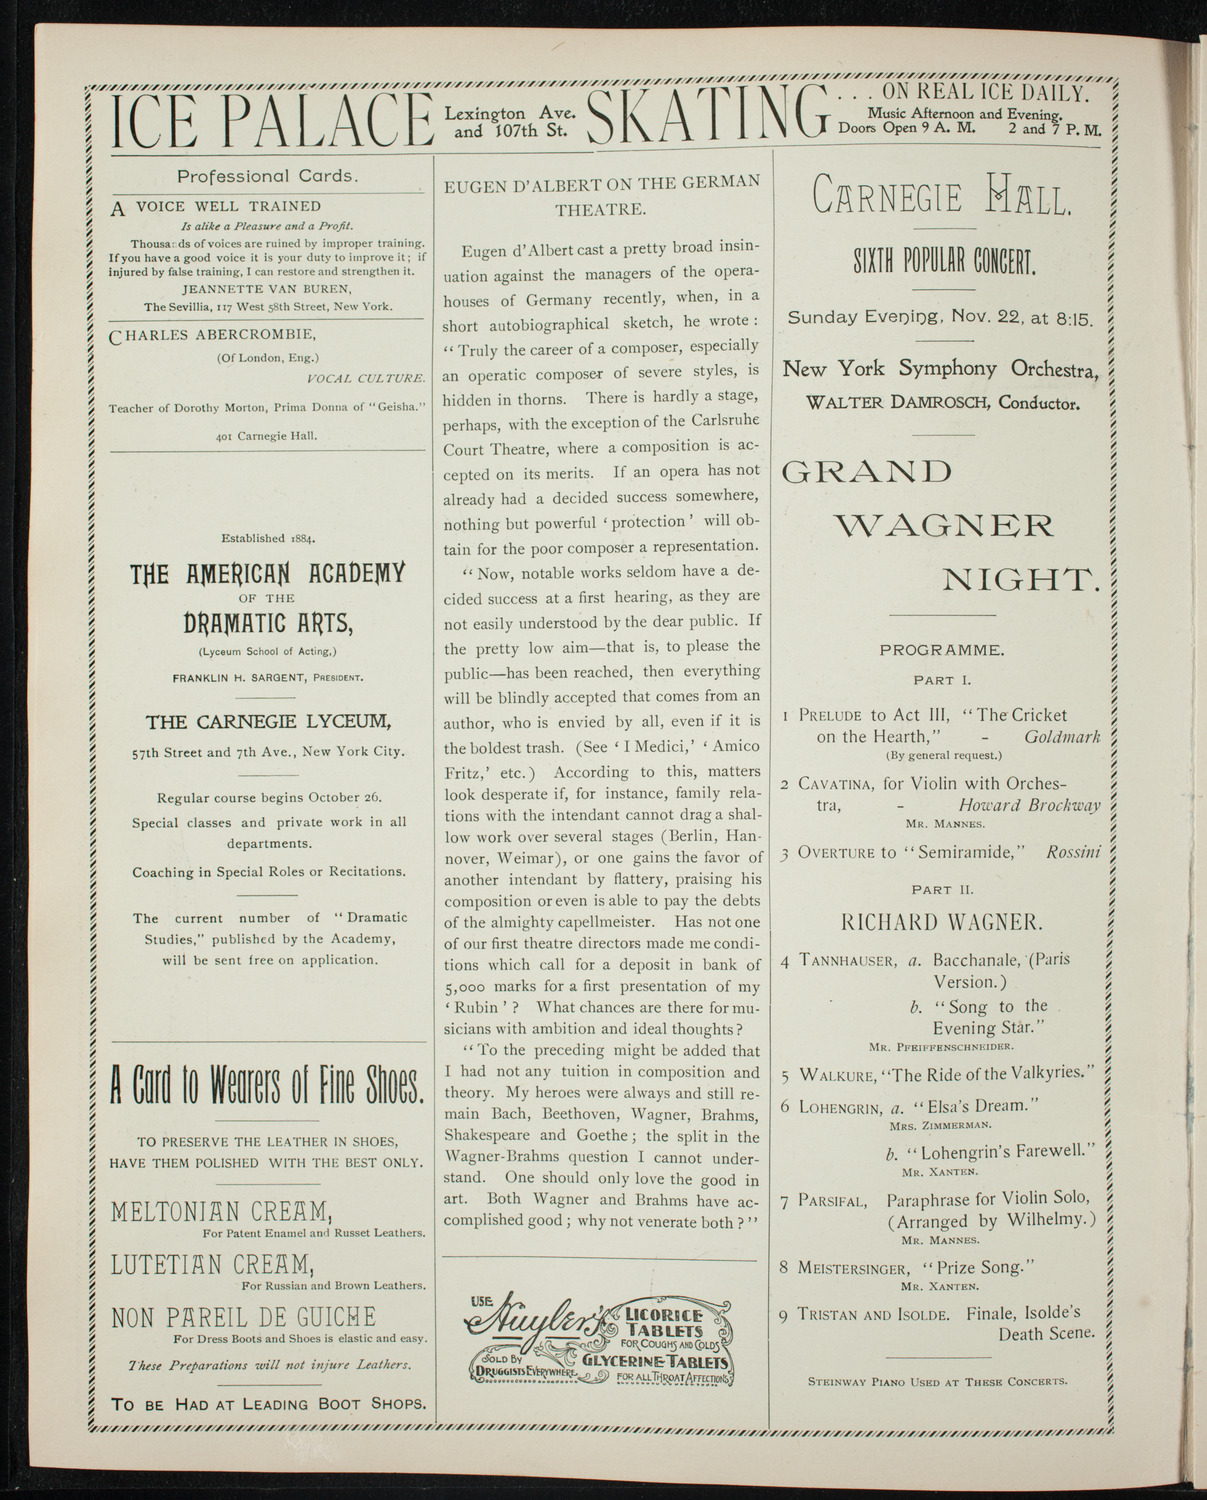 ICE PALACE Lexington Ave. and 107th St. SKATING . . . ON REAL ICE DAILY.
Music Afternoon and Evening.
Doors Open 9 A. M. 2 and 7 P. M.
Professional Cards.
A VOICE WELL TRAINED
Is alike a Pleasure and a Profit.
Thousands of voices are ruined by improper training.
If you have a good voice it is your duty to improve it; if
injured by false training, I can restore and strengthen it.
JEANNETTE VAN BUREN,
The Sevillia, 117 West 58th Street, New York.
CHARLES ABERCROMBIE,
(Of London, Eng.)
VOCAL CULTURE.
Teacher of Dorothy Morton, Prima Donna of "Geisha."
401 Carnegie Hall.
Established 1884.
THE AMERICAN ACADEMY
OF THE
DRAMATIC ARTS,
(Lyceum School of Acting,)
FRANKLIN H. SARGENT, PRESIDENT.
THE CARNEGIE LYCEUM,
57th Street and 7th Ave., New York City.
Regular course begins October 26.
Special classes and private work in all
departments.
Coaching in Special Roles or Recitations.
The current number of "Dramatic
Studies," published by the Academy,
will be sent free on application.
A Card to Wearers of Fine Shoes.
TO PRESERVE THE LEATHER IN SHOES,
HAVE THEM POLISHED WITH THE BEST ONLY.
MELTONIAN CREAM,
For Patent Enamel and Russet Leathers.
LUTETIAN CREAM,
For Russian and Brown Leathers.
NON PAREIL DE GUICHE
For Dress Boots and Shoes is elastic and easy.
These Preparations will not injure Leathers.
TO BE HAD AT LEADING BOOT SHOPS.
EUGEN D'ALBERT ON THE GERMAN
THEATRE.
Eugen d'Albert cast a pretty broad insin-
uation against the managers of the opera-
houses of Germany recently, when, in a
short autobiographical sketch, he wrote:
"Truly the career of a composer, especially
an operatic composer of severe styles, is
hidden in thorns. There is hardly a stage,
perhaps, with the exception of the Carlsruhe
Court Theatre, where a composition is ac-
cepted on its merits. If an opera has not
already had a decided success somewhere,
nothing but powerful 'protection' will ob-
tain for the poor composer a representation.
"Now, notable works seldom have a de-
cided success at a first hearing, as they are
not easily understood by the dear public. If
the pretty low aim—that is, to please the
public—has been reached, then everything
will be blindly accepted that comes from an
author, who is envied by all, even if it is
the boldest trash. (See 'I Medici,' 'Amico
Fritz,' etc.) According to this, matters
look desperate if, for instance, family rela-
tions with the intendant cannot drag a shal-
low work over several stages (Berlin, Han-
nover, Weimar), or one gains the favor of
another intendant by flattery, praising his
composition or even is able to pay the debts
of the almighty capellmeister. Has not one
of our first theatre directors made me condi-
tions which call for a deposit in bank of
5,000 marks for a first presentation of my
'Rubin'? What chances are there for mu-
sicians with ambition and ideal thoughts?
"To the preceding might be added that
I had not any tuition in composition and
theory. My heroes were always and still re-
main Bach, Beethoven, Wagner, Brahms,
Shakespeare and Goethe; the split in the
Wagner-Brahms question I cannot under-
stand. One should only love the good in
art. Both Wagner and Brahms have ac-
complished good; why not venerate both?"
USE Huyler's LICORICE
TABLETS
FOR COUGHS AND COLDS
SOLD BY DRUGGISTS EVERYWHERE
GLYCERINE-TABLETS
FOR ALL THROAT AFFECTIONS
CARNEGIE HALL.
SIXTH POPULAR CONCERT.
Sunday Evening, Nov. 22, at 8:15.
New York Symphony Orchestra,
WALTER DAMROSCH, Conductor.
GRAND
WAGNER
NIGHT.
PROGRAMME.
PART I.
1 PRELUDE to Act III, "The Cricket
on the Hearth," - Goldmark
(By general request.)
2 CAVATINA, for Violin with Orches-
tra, - Howard Brockway
MR. MANNES.
3 OVERTURE to "Semiramide," Rossini
PART II.
RICHARD WAGNER.
4 TANNHAUSER, a. Bacchanale, (Paris
Version.)
b. "Song to the
Evening Star."
MR. PFEIFFENSCHNEIDER.
5 WALKURE, "The Ride of the Valkyries."
6 LOHENGRIN, a. "Elsa's Dream."
MRS. ZIMMERMAN.
b. "Lohengrin's Farewell."
MR. XANTEN.
7 PARSIFAL, Paraphrase for Violin Solo,
(Arranged by Wilhelmy.)
MR. MANNES.
8 MEISTERSINGER, "Prize Song."
MR. XANTEN.
9 TRISTAN AND ISOLDE. Finale, Isolde's
Death Scene.
STEINWAY PIANO USED AT THESE CONCERTS.